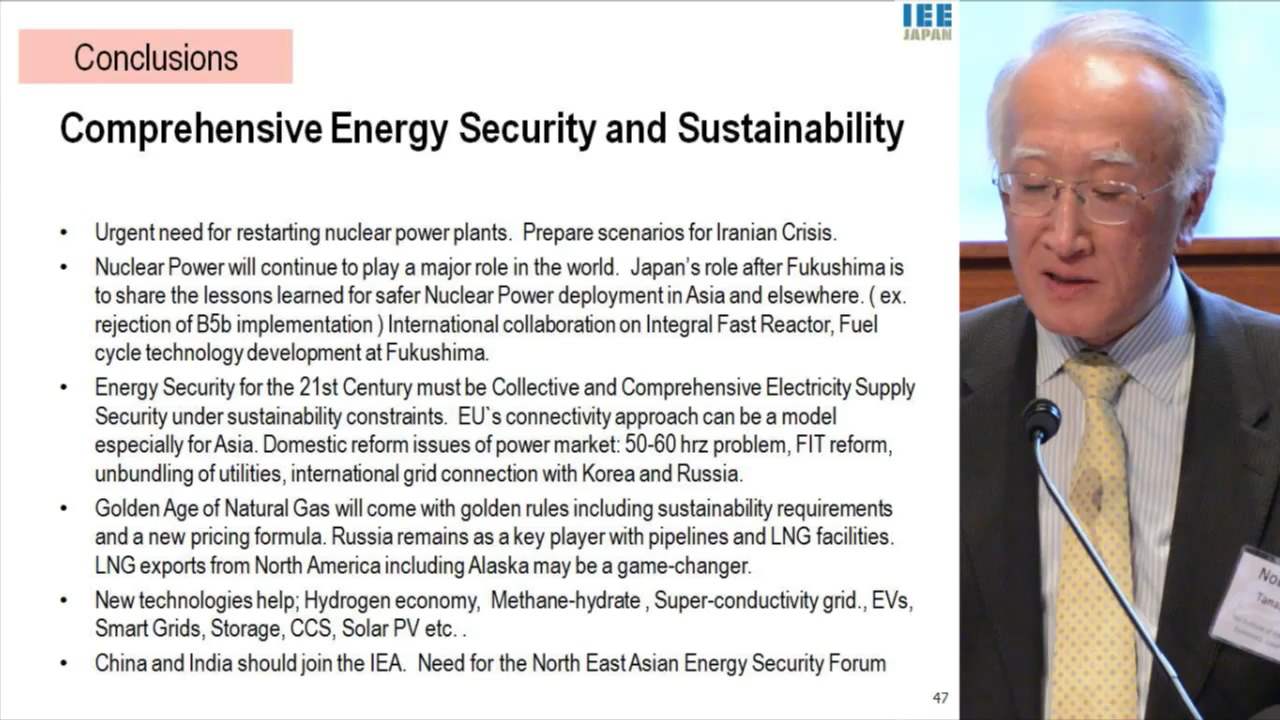 IEE
JAPAN
Conclusions
Comprehensive Energy Security and Sustainability
• Urgent need for restarting nuclear power plants. Prepare scenarios for Iranian Crisis.
• Nuclear Power will continue to play a major role in the world. Japan's role after Fukushima is
to share the lessons learned for safer Nuclear Power deployment in Asia and elsewhere. ( ex.
rejection of B5b implementation ) International collaboration on Integral Fast Reactor, Fuel
cycle technology development at Fukushima.
• Energy Security for the 21st Century must be Collective and Comprehensive Electricity Supply
Security under sustainability constraints. EU`s connectivity approach can be a model
especially for Asia. Domestic reform issues of power market: 50-60 hrz problem, FIT reform,
unbundling of utilities, international grid connection with Korea and Russia.
• Golden Age of Natural Gas will come with golden rules including sustainability requirements
and a new pricing formula. Russia remains as a key player with pipelines and LNG facilities.
LNG exports from North America including Alaska may be a game-changer.
• New technologies help; Hydrogen economy, Methane-hydrate , Super-conductivity grid., EVs,
Smart Grids, Storage, CCS, Solar PV etc. .
• China and India should join the IEA. Need for the North East Asian Energy Security Forum
47